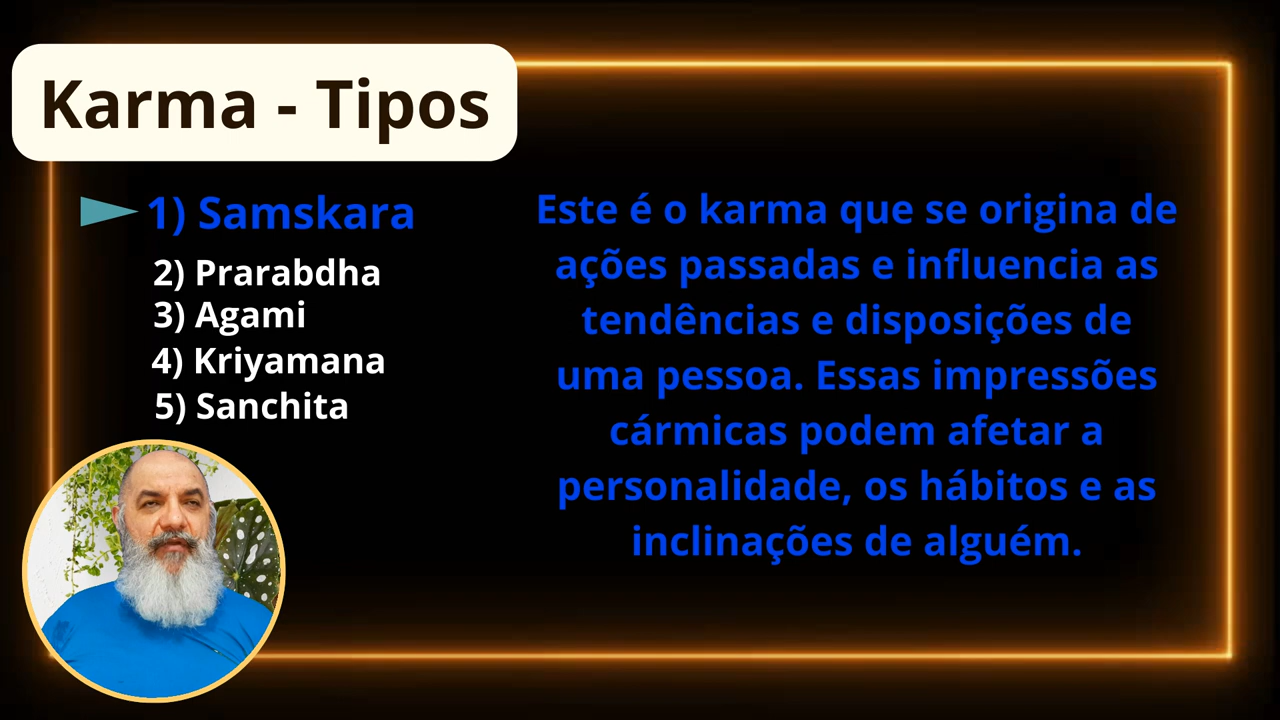 Karma - Tipos
1) Samskara
2) Prarabdha
3) Agami
4) Kriyamana
5) Sanchita
Este é o karma que se origina de
ações passadas e influencia as
tendências e disposições de
uma pessoa. Essas impressões
cármicas podem afetar a
personalidade, os hábitos e as
inclinações de alguém.